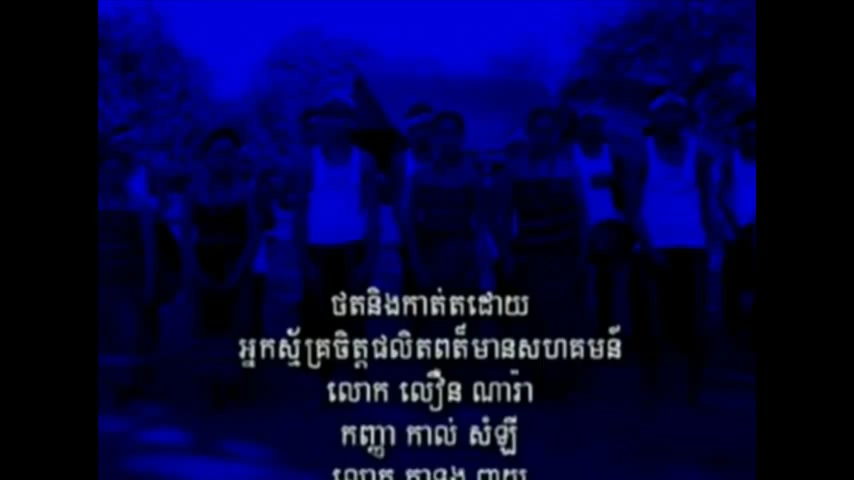 ថតនិងកាត់តដោយ
អ្នកស្ម័គ្រចិត្តផលិតពត៌មានសហគមន៍
លោក លឿន ណារ៉ា
កញ្ញា កាល់ សំឡី
លោក